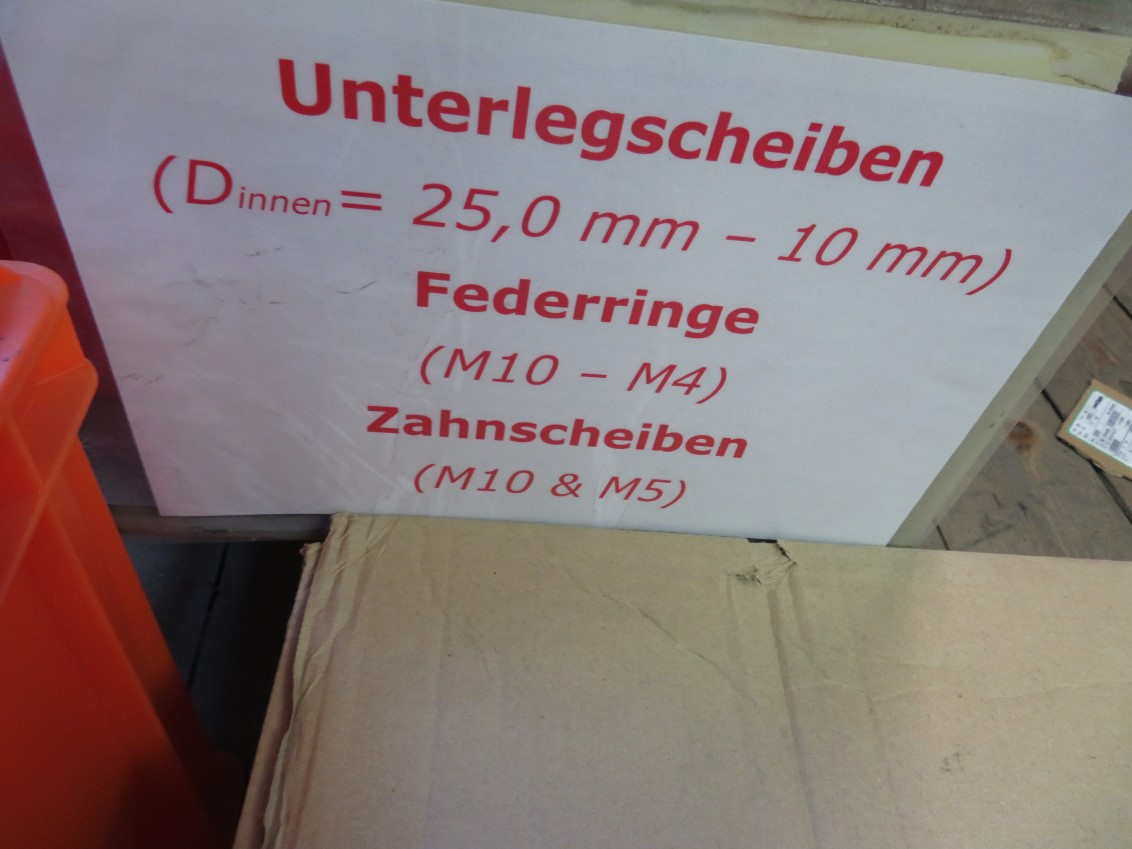 Unterlegscheiben
(Dinnen= 25,0 mm – 10 mm)
Federringe
(M10 – M4)
Zahnscheiben
(M10 & M5)